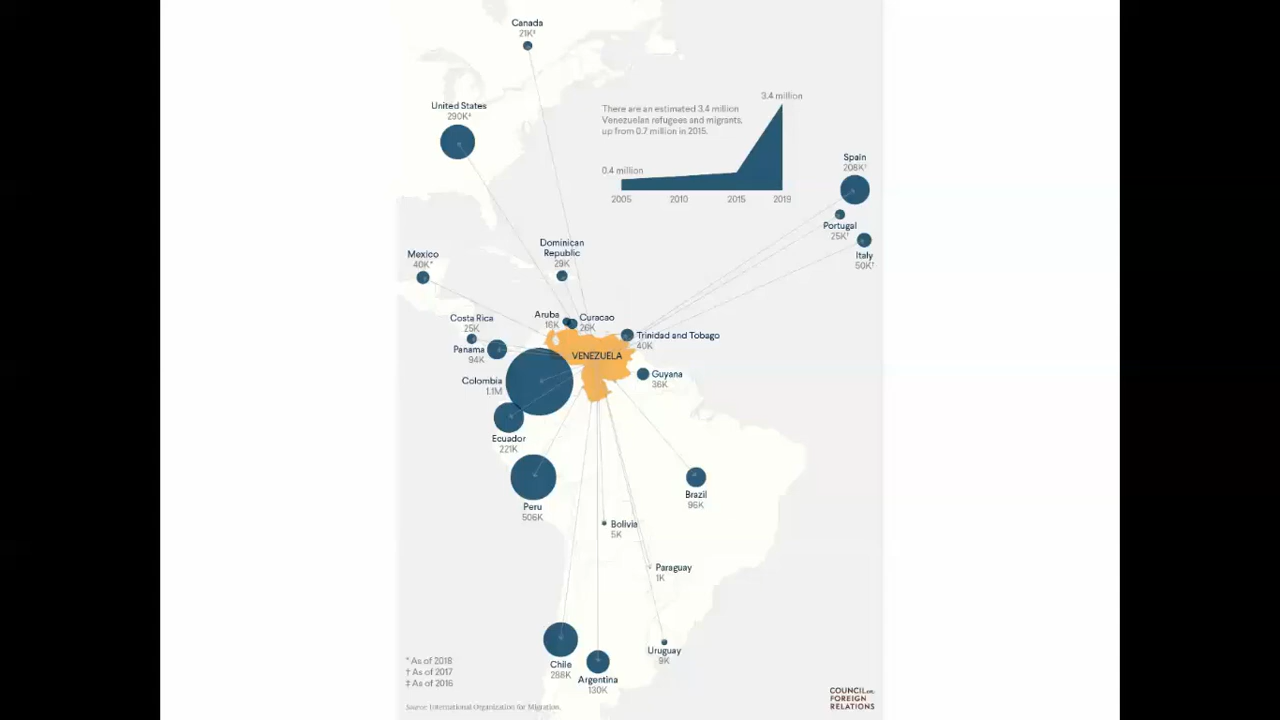 Canada
21K‡
United States
290K*
There are an estimated 3.4 million
Venezuelan refugees and migrants,
up from 0.7 million in 2015.
3.4 million
0.4 million
2005 2010 2015 2019
Spain
208K†
Portugal
25K†
Italy
50K†
Dominican
Republic
29K
Mexico
40K*
Aruba
16K
Curacao
26K
Costa Rica
25K
Trinidad and Tobago
40K
Panama
94K
VENEZUELA
Colombia
1.1M
Guyana
36K
Ecuador
221K
Peru
506K
Brazil
96K
Bolivia
5K
Paraguay
1K
Uruguay
9K
Chile
288K
Argentina
130K
* As of 2018
† As of 2017
‡ As of 2016
Source: International Organization for Migration.
COUNCIL on
FOREIGN
RELATIONS